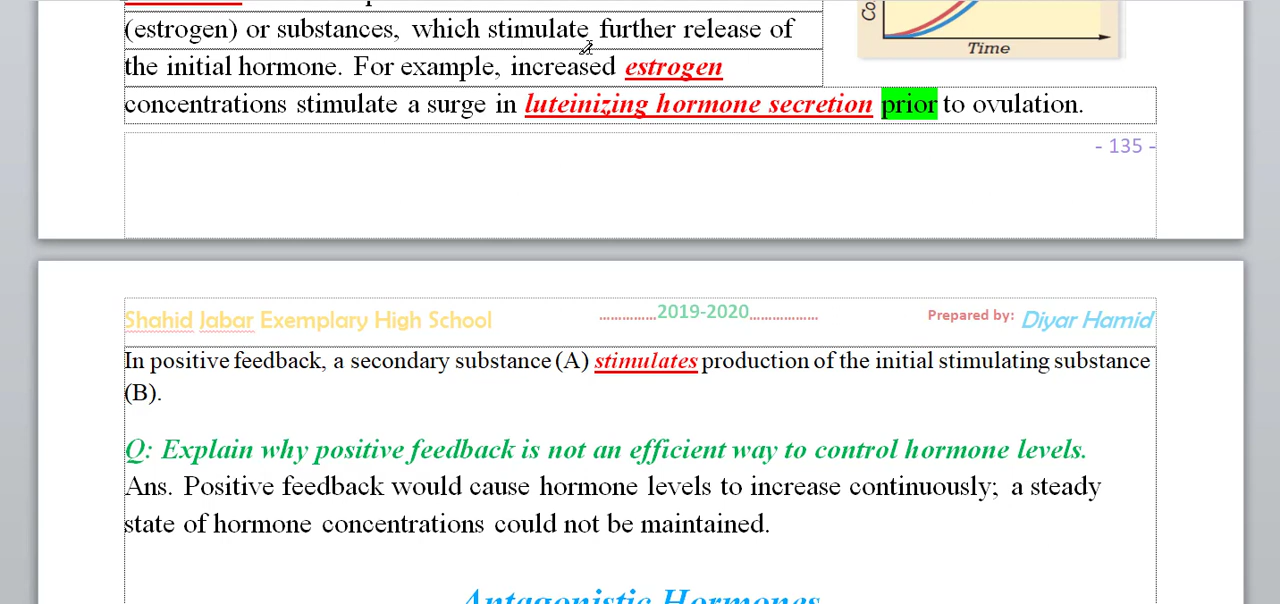 (estrogen) or substances, which stimulate further release of
the initial hormone. For example, increased estrogen
concentrations stimulate a surge in luteinizing hormone secretion prior to ovulation.
Co
Time
- 135 -
Shahid Jabar Exemplary High School ..............2019-2020................. Prepared by: Diyar Hamid
In positive feedback, a secondary substance (A) stimulates production of the initial stimulating substance
(B).
Q: Explain why positive feedback is not an efficient way to control hormone levels.
Ans. Positive feedback would cause hormone levels to increase continuously; a steady
state of hormone concentrations could not be maintained.
Antagonistic Hormones